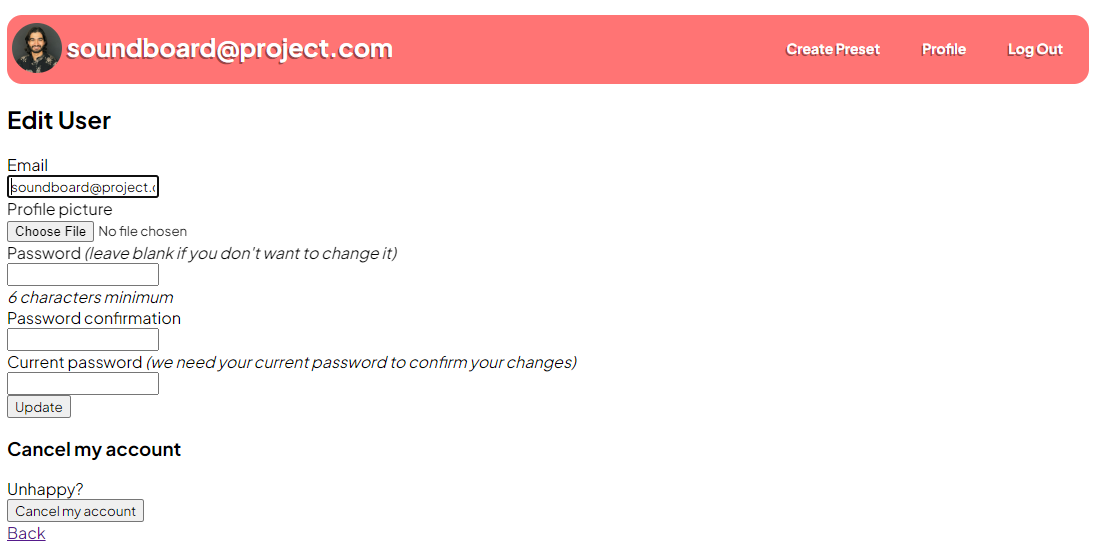 soundboard@project.com Create Preset Profile Log Out
Edit User
Email
soundboard@project.c
Profile picture
Choose File No file chosen
Password (leave blank if you don't want to change it)
6 characters minimum
Password confirmation
Current password (we need your current password to confirm your changes)
Update
Cancel my account
Unhappy?
Cancel my account
Back